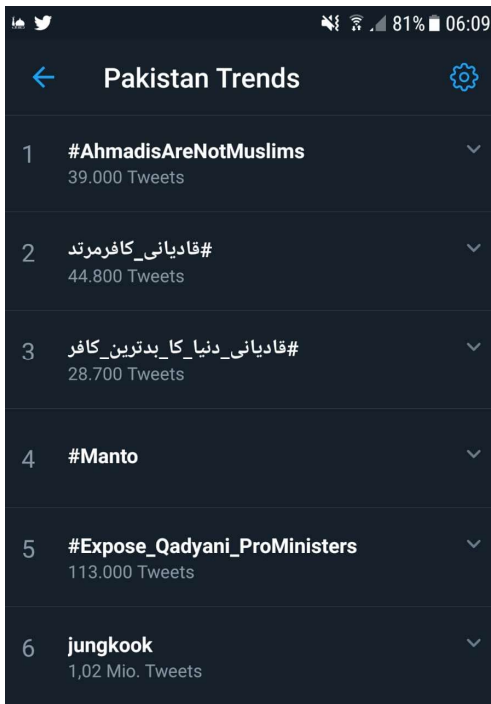 81% 06:09
Pakistan Trends
1 #AhmadisAreNotMuslims
39.000 Tweets
2 #قادیانی_کافرمرتد
44.800 Tweets
3 #قادیانی_دنیا_کا_بدترین_کافر
28.700 Tweets
4 #Manto
5 #Expose_Qadyani_ProMinisters
113.000 Tweets
6 jungkook
1,02 Mio. Tweets